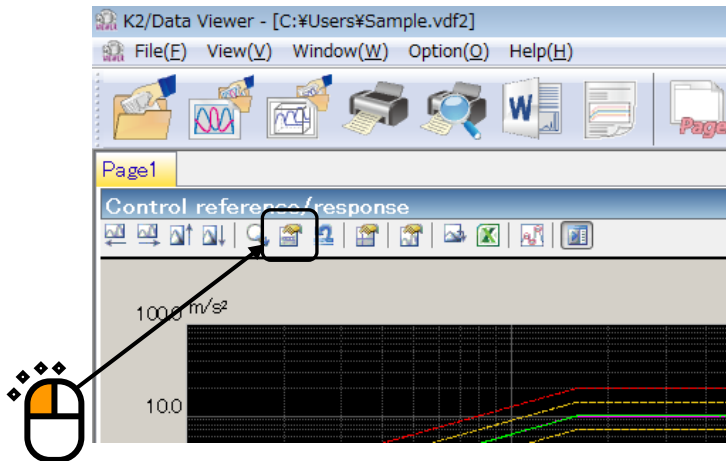 K2/Data Viewer - [C:¥Users¥Sample.vdf2]
File(F) View(V) Window(W) Option(O) Help(H)
W
Page
Page1
Control reference/response
100.0 m/s²
10.0